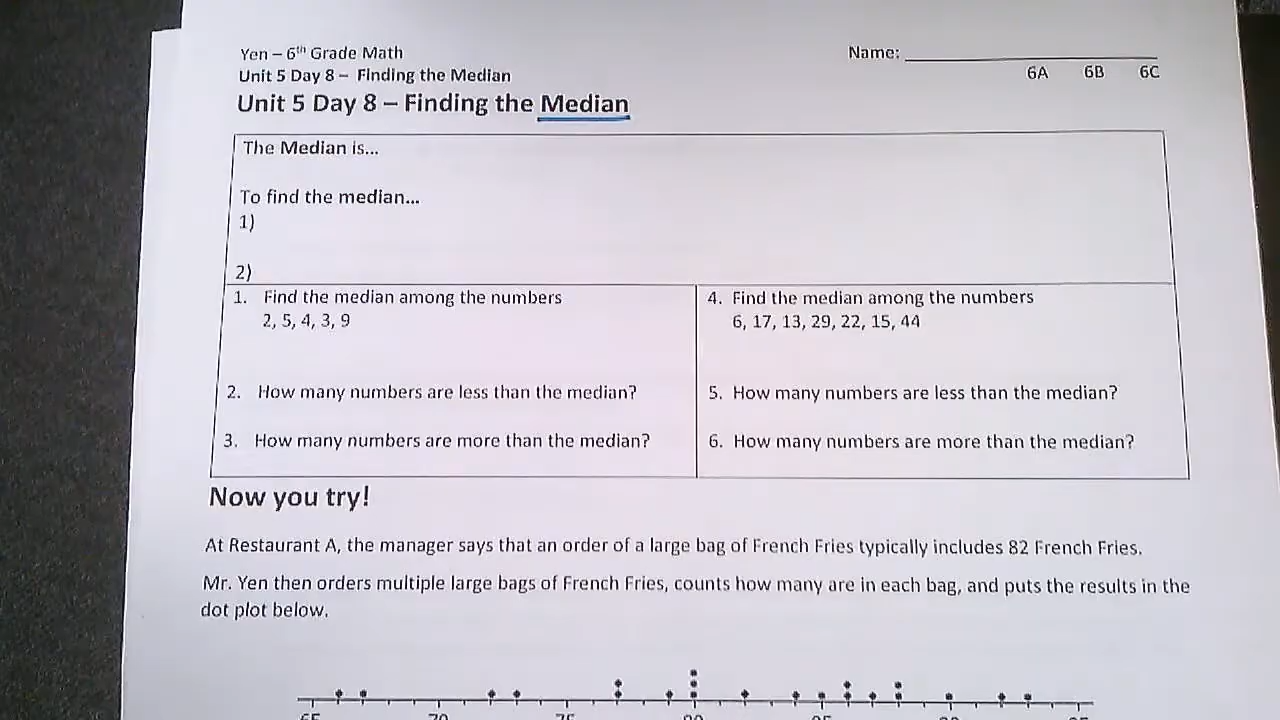 Yen – 6th Grade Math
Name:
Unit 5 Day 8 – Finding the Median
6A 6B 6C
Unit 5 Day 8 – Finding the Median
The Median is...
To find the median...
1)
2)
1. Find the median among the numbers
2, 5, 4, 3, 9
2. How many numbers are less than the median?
3. How many numbers are more than the median?
4. Find the median among the numbers
6, 17, 13, 29, 22, 15, 44
5. How many numbers are less than the median?
6. How many numbers are more than the median?
Now you try!
At Restaurant A, the manager says that an order of a large bag of French Fries typically includes 82 French Fries.
Mr. Yen then orders multiple large bags of French Fries, counts how many are in each bag, and puts the results in the
dot plot below.